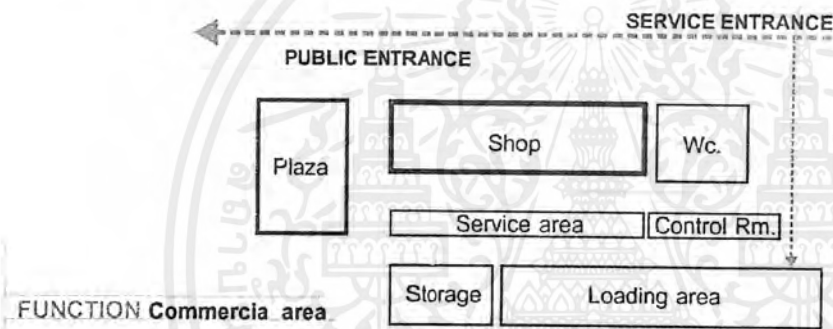 SERVICE ENTRANCE
PUBLIC ENTRANCE
Plaza
Shop
Wc.
Service area
Control Rm.
Storage
Loading area
FUNCTION Commercia area